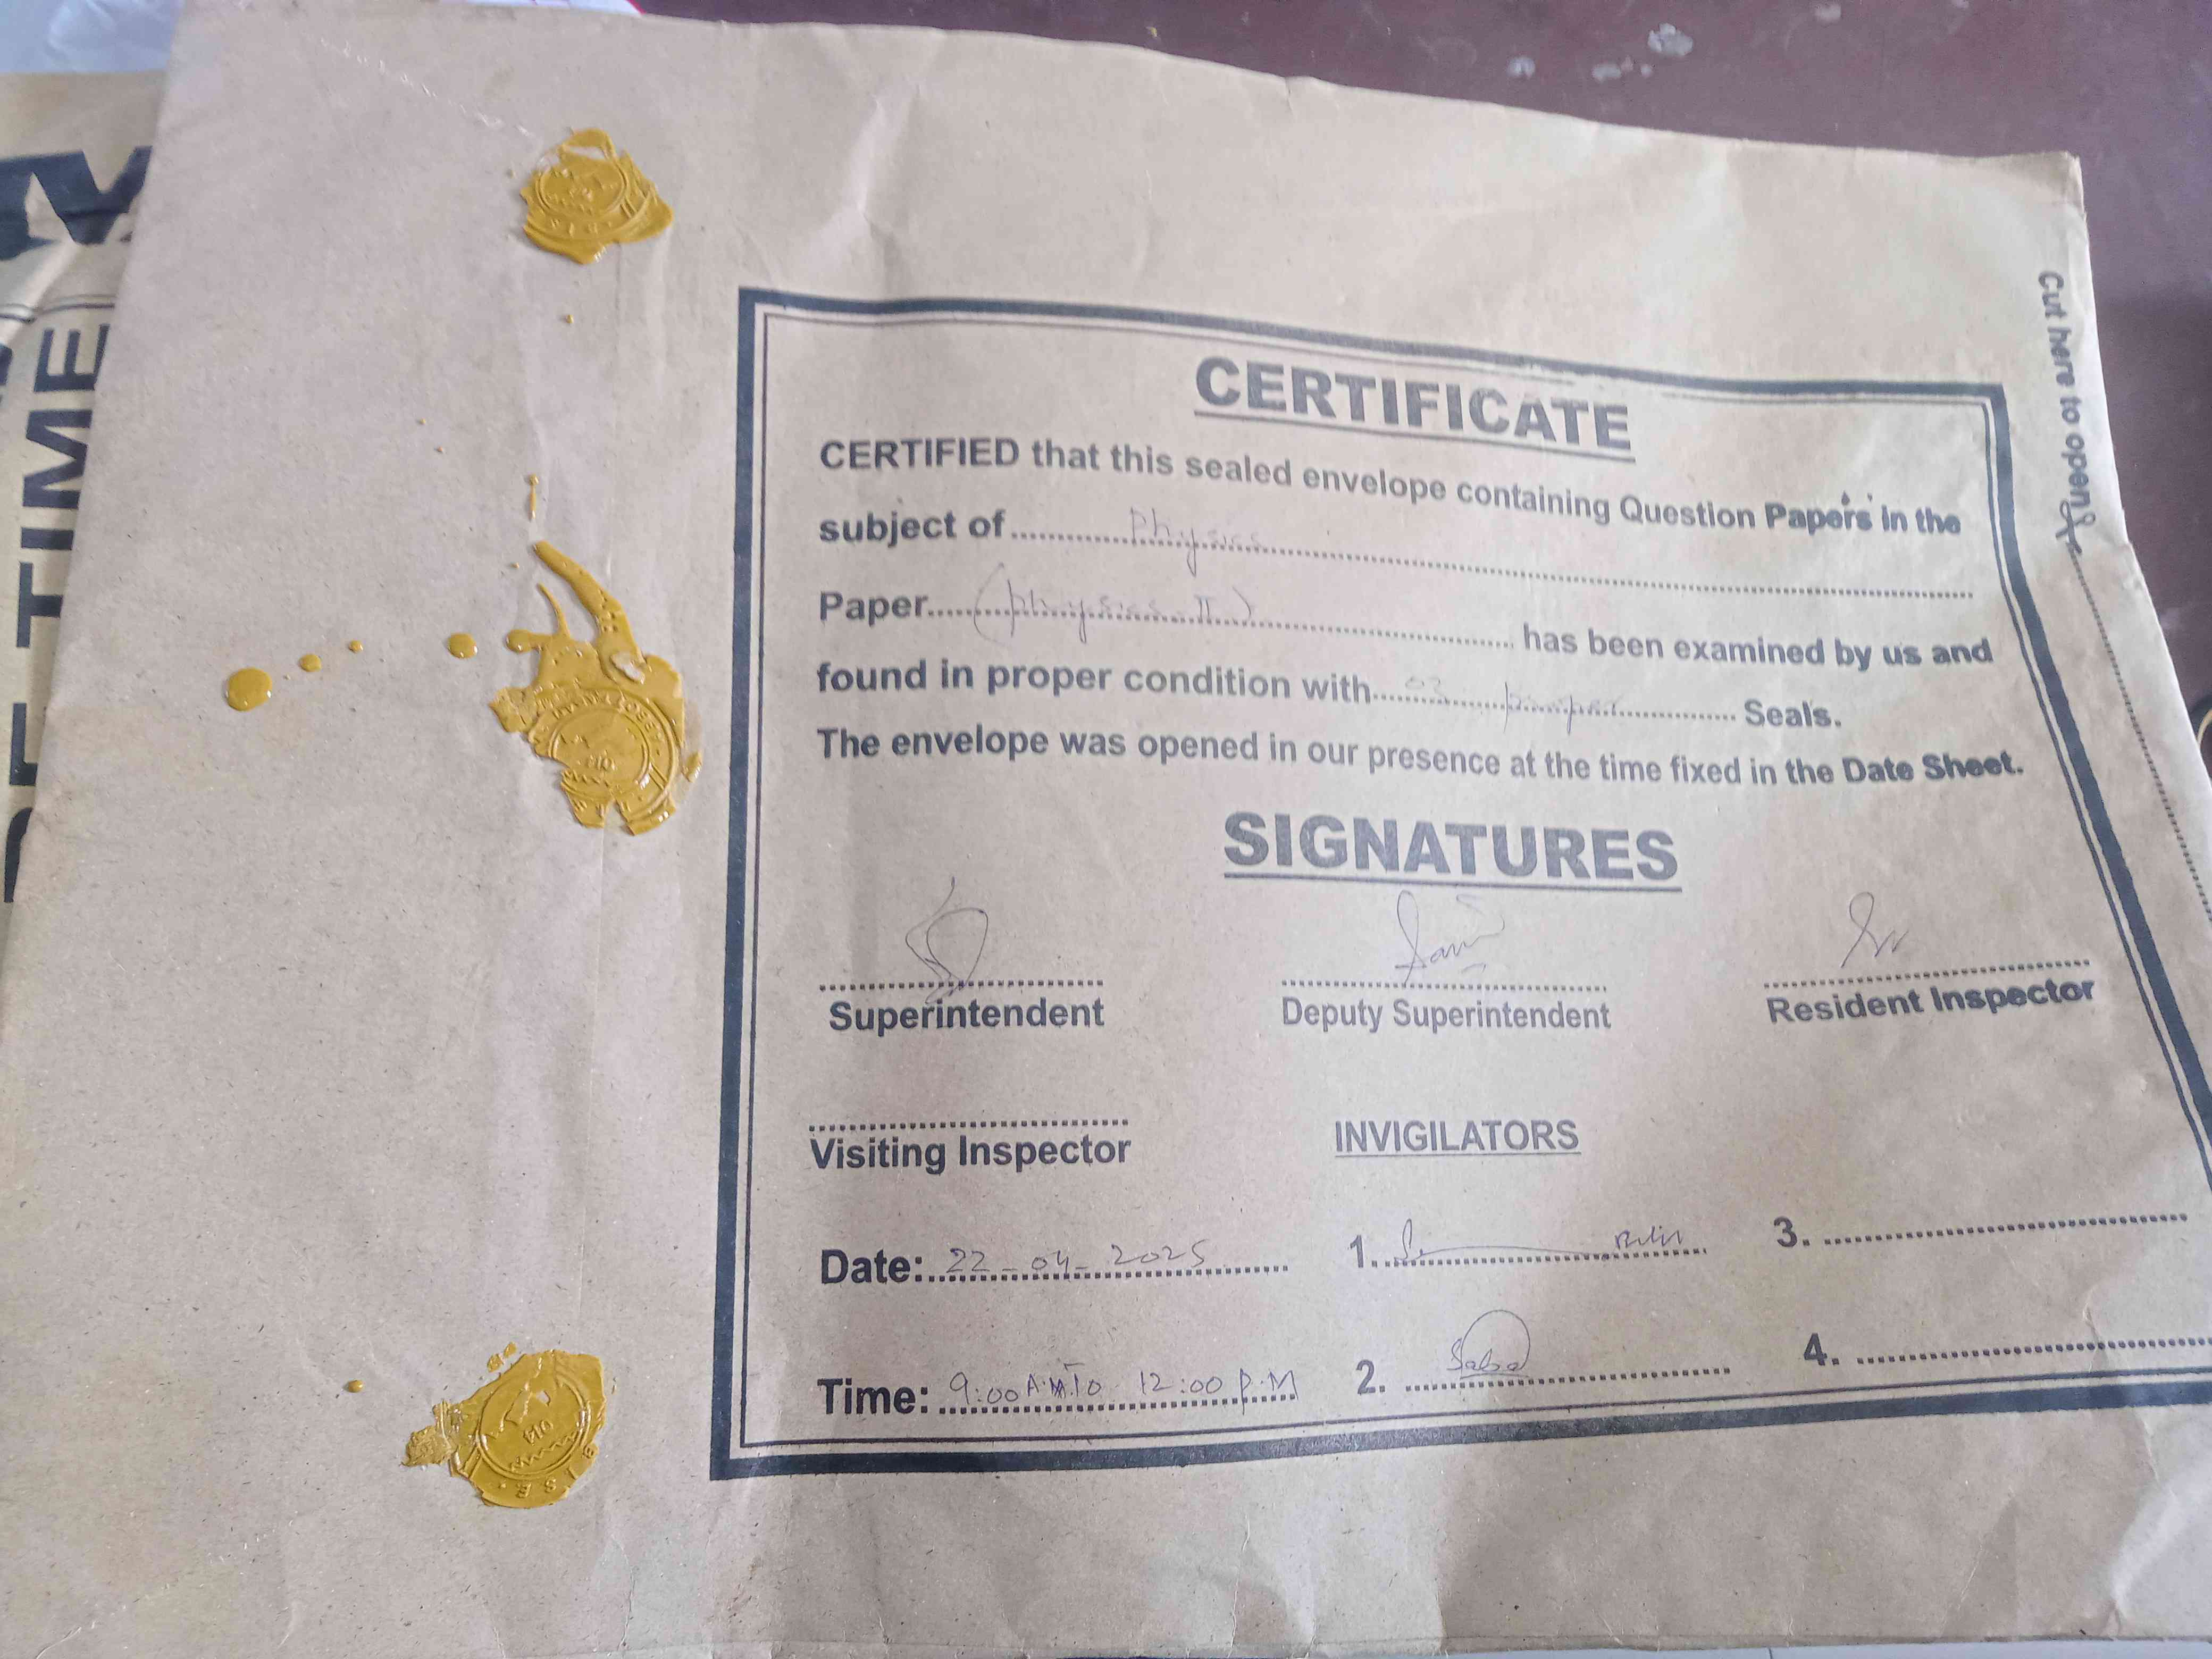 CERTIFICATE
CERTIFIED that this sealed envelope containing Question Papers in the
subject of Physics
Paper (Physics II) has been examined by us and
found in proper condition with 03 proper Seals.
The envelope was opened in our presence at the time fixed in the Date Sheet.
SIGNATURES
Superintendent Deputy Superintendent Resident Inspector
Visiting Inspector INVIGILATORS
Date: 22-04-2025 1. 3.
Time: 9:00 A.M To 12:00 P.M 2. 4.
Cut here to open
E TIME